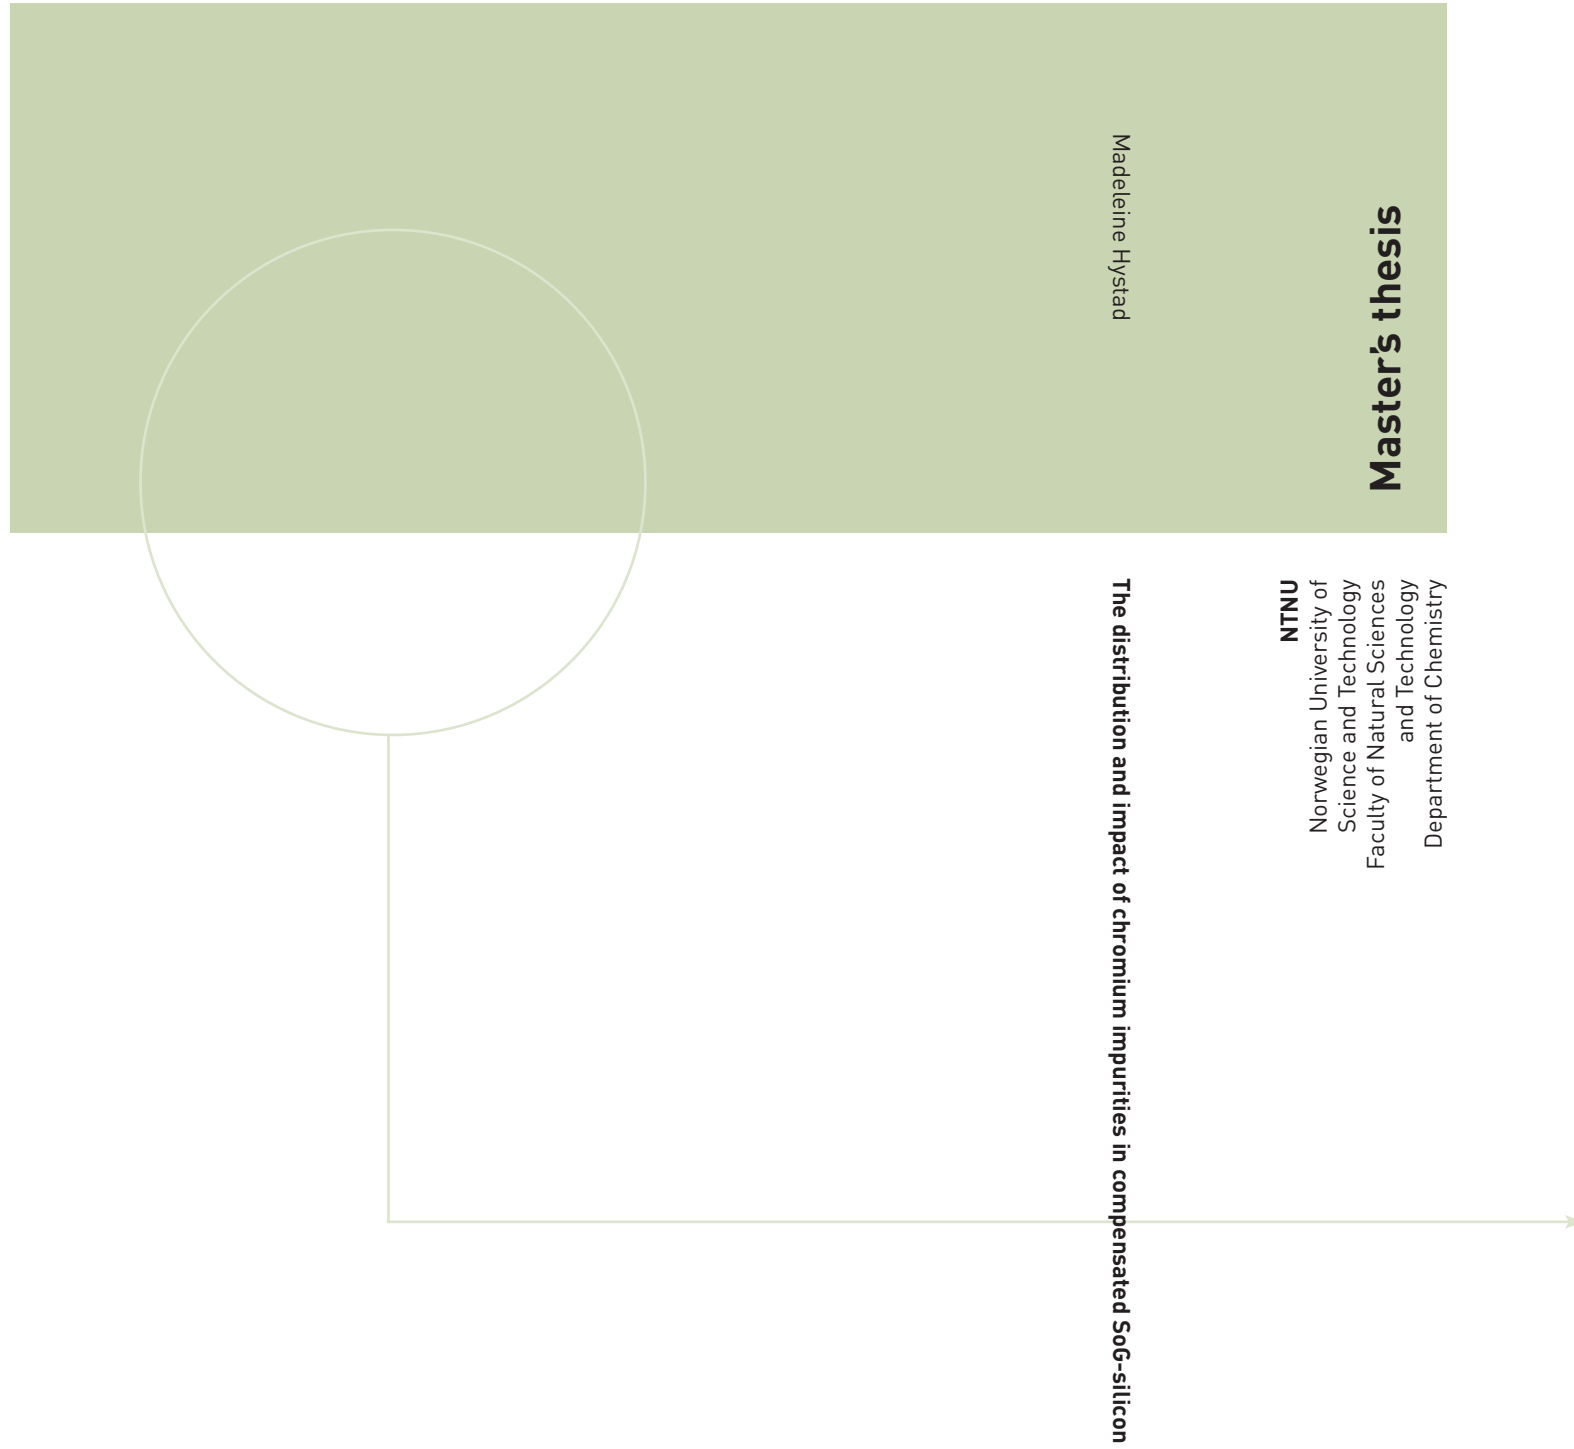 Madeleine Hystad
The distribution and impact of chromium impurities in compensated SoG-silicon
NTNU
Norwegian University of
Science and Technology
Faculty of Natural Sciences
and Technology
Department of Chemistry
Master's thesis